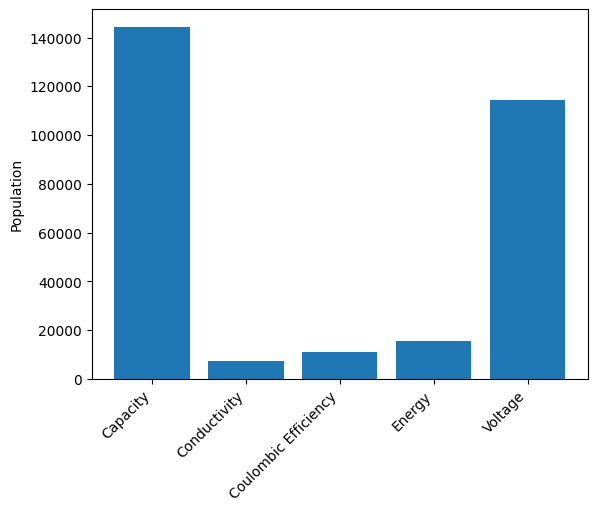 140000
120000
100000
80000
60000
40000
20000
0
Population
Capacity
Conductivity
Coulombic Efficiency
Energy
Voltage